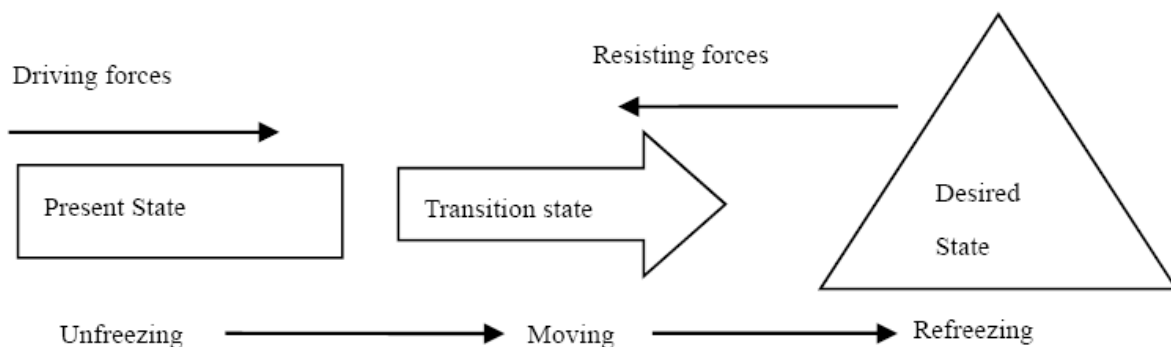 Driving forces
Resisting forces
Present State
Transition state
Desired
State
Unfreezing
Moving
Refreezing